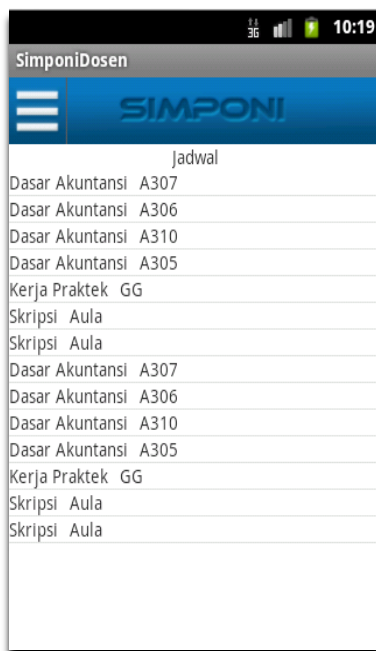 3G 10:19
SimponiDosen
SIMPONI
Jadwal
Dasar Akuntansi A307
Dasar Akuntansi A306
Dasar Akuntansi A310
Dasar Akuntansi A305
Kerja Praktek GG
Skripsi Aula
Skripsi Aula
Dasar Akuntansi A307
Dasar Akuntansi A306
Dasar Akuntansi A310
Dasar Akuntansi A305
Kerja Praktek GG
Skripsi Aula
Skripsi Aula